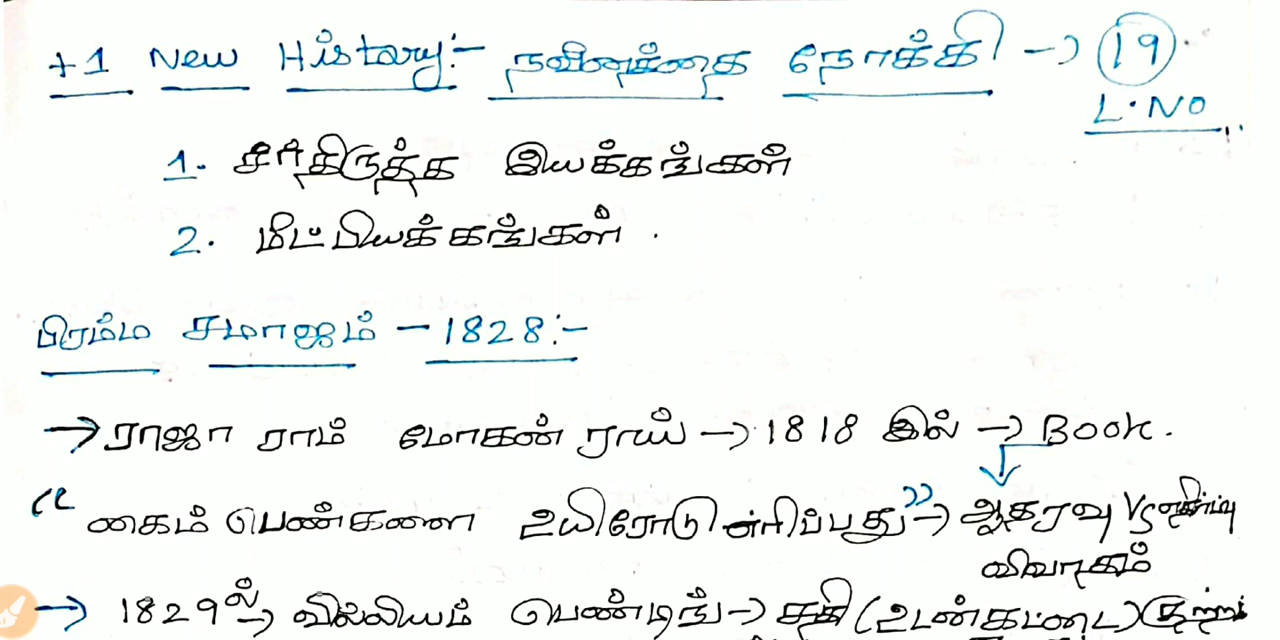 +1 New History:- நவீனத்தை நோக்கி → 19
L.NO
1. சீர்திருத்த இயக்கங்கள்
2. மீட்பியக்கங்கள்.
பிரம்ம சமாஜம் - 1828:-
→ ராஜா ராம் மோகன் ராய் → 1818 இல் → Book.
"கைம்பெண்களை உயிரோடு எரிப்பது" → ஆதரவு Vs எதிர்ப்பு
விவாதம்
→ 1829ல் → வில்லியம் பெண்டிங் → சதி (உடன்கட்டை) குற்றம்